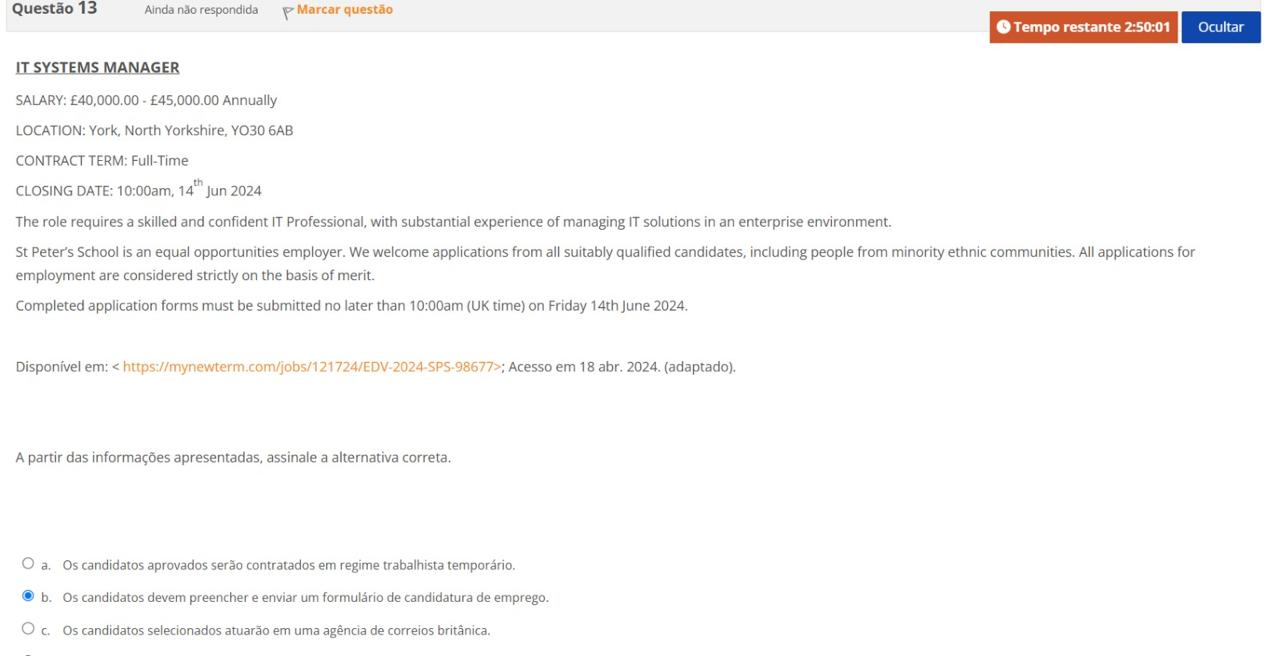 Questão 13 Ainda não respondida Marcar questão
Tempo restante 2:50:01 Ocultar
IT SYSTEMS MANAGER
SALARY: £40,000.00 - £45,000.00 Annually
LOCATION: York, North Yorkshire, YO30 6AB
CONTRACT TERM: Full-Time
CLOSING DATE: 10:00am, 14th Jun 2024
The role requires a skilled and confident IT Professional, with substantial experience of managing IT solutions in an enterprise environment.
St Peter's School is an equal opportunities employer. We welcome applications from all suitably qualified candidates, including people from minority ethnic communities. All applications for
employment are considered strictly on the basis of merit.
Completed application forms must be submitted no later than 10:00am (UK time) on Friday 14th June 2024.
Disponível em: < https://mynewterm.com/jobs/121724/EDV-2024-SPS-98677>; Acesso em 18 abr. 2024. (adaptado).
A partir das informações apresentadas, assinale a alternativa correta.
a. Os candidatos aprovados serão contratados em regime trabalhista temporário.
b. Os candidatos devem preencher e enviar um formulário de candidatura de emprego.
c. Os candidatos selecionados atuarão em uma agência de correios britânica.